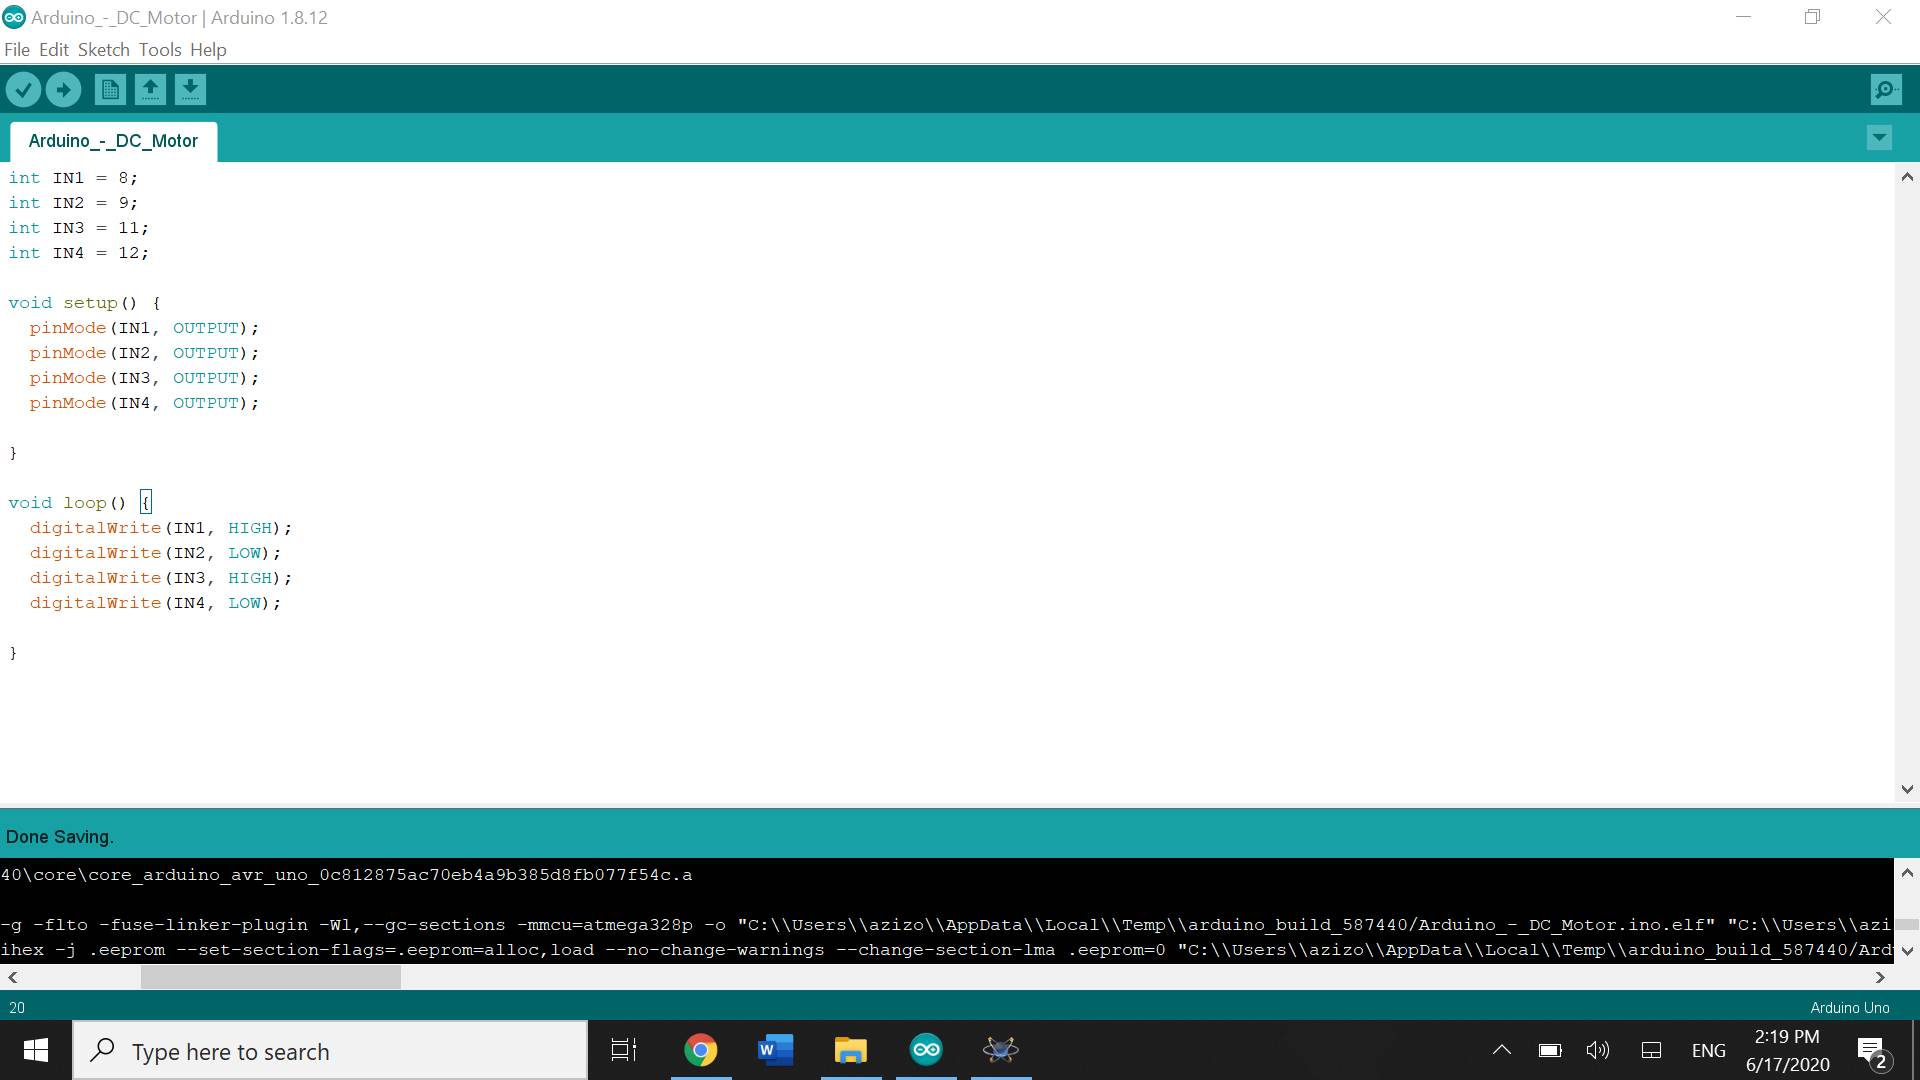 Arduino_-_DC_Motor | Arduino 1.8.12
File Edit Sketch Tools Help
Arduino_-_DC_Motor
int IN1 = 8;
int IN2 = 9;
int IN3 = 11;
int IN4 = 12;
void setup() {
pinMode(IN1, OUTPUT);
pinMode(IN2, OUTPUT);
pinMode(IN3, OUTPUT);
pinMode(IN4, OUTPUT);
}
void loop() {
digitalWrite(IN1, HIGH);
digitalWrite(IN2, LOW);
digitalWrite(IN3, HIGH);
digitalWrite(IN4, LOW);
}
Done Saving.
40\core\core_arduino_avr_uno_0c812875ac70eb4a9b385d8fb077f54c.a
-g -flto -fuse-linker-plugin -Wl,--gc-sections -mmcu=atmega328p -o "C:\\Users\\azizo\\AppData\\Local\\Temp\\arduino_build_587440/Arduino_-_DC_Motor.ino.elf" "C:\\Users\\azi
ihex -j .eeprom --set-section-flags=.eeprom=alloc,load --no-change-warnings --change-section-lma .eeprom=0 "C:\\Users\\azizo\\AppData\\Local\\Temp\\arduino_build_587440/Ard
20
Arduino Uno
Type here to search
W
ENG
2:19 PM
6/17/2020
2